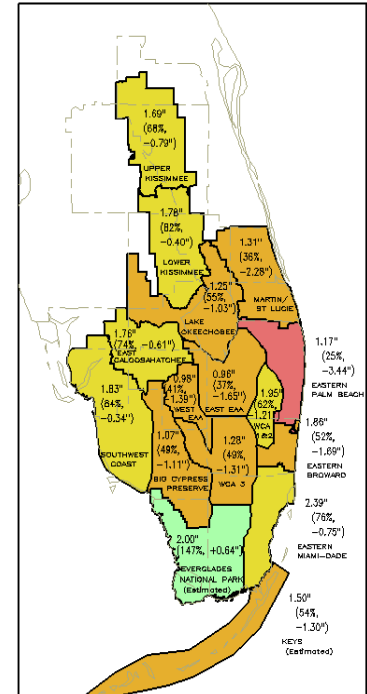 1.69"
(68%,
-0.79")
UPPER
KISSIMMEE
1.78"
(82%,
-0.40")
LOWER
KISSIMMEE
1.31"
(36%,
-2.28")
MARTIN/
ST LUCIE
1.25"
(55%,
-1.03")
LAKE
OKEECHOBEE
1.76"
(74%, -0.61")
EAST
CALOOSAHATCHEE
1.17"
(25%,
-3.44")
EASTERN
PALM BEACH
1.83"
(84%,
-0.34")
SOUTHWEST
COAST
0.98"
(41%,
-1.39")
WEST
EAA
0.96"
(37%,
-1.65")
EAST EAA
1.95"
(62%,
-1.21")
WCA
1&2
1.86"
(52%,
-1.69")
EASTERN
BROWARD
1.07"
(49%,
-1.11")
BIG CYPRESS
PRESERVE
1.28"
(49%,
-1.31")
WCA 3
2.39"
(76%,
-0.75")
EASTERN
MIAMI-DADE
2.00"
(147%, +0.64")
EVERGLADES
NATIONAL PARK
(Estimated)
1.50"
(54%,
-1.30")
KEYS
(Estimated)